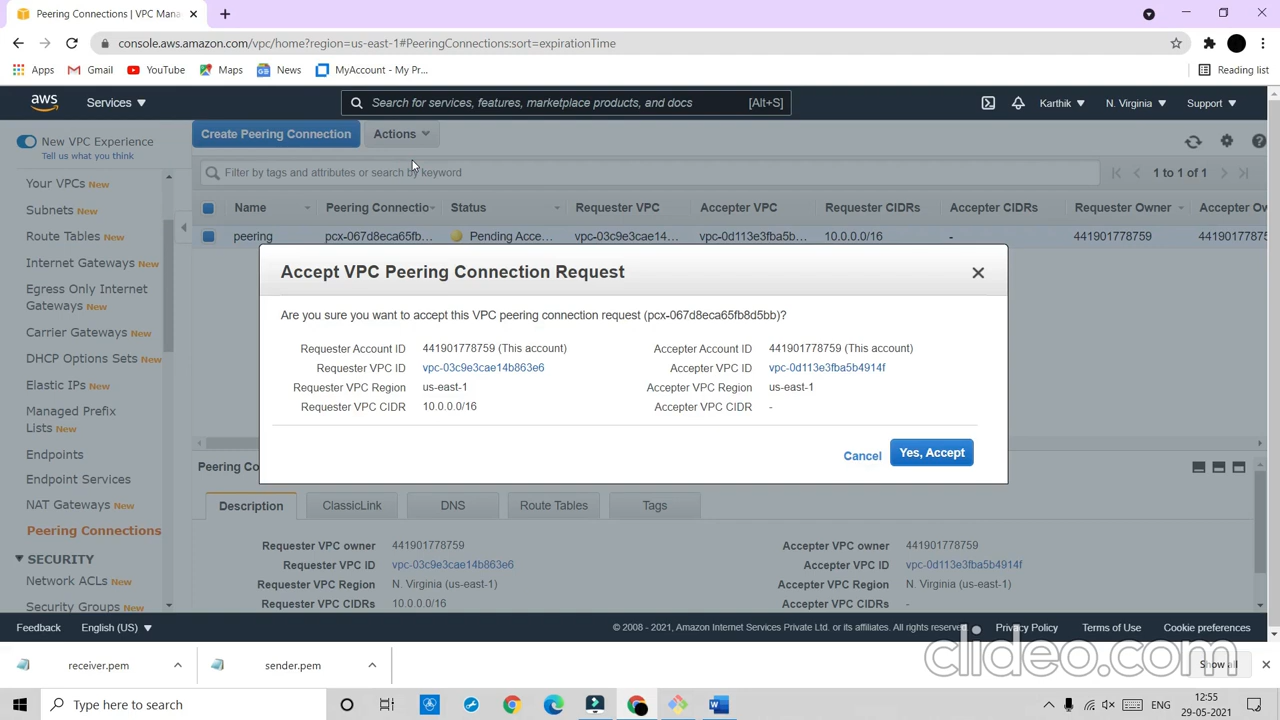 Peering Connections | VPC Mana
console.aws.amazon.com/vpc/home?region=us-east-1#PeeringConnections:sort=expirationTime
Apps Gmail YouTube Maps News MyAccount - My Pr... Reading list
aws Services Search for services, features, marketplace products, and docs [Alt+S] Karthik N. Virginia Support
New VPC Experience
Tell us what you think
Create Peering Connection Actions
Filter by tags and attributes or search by keyword 1 to 1 of 1
Your VPCs New
Subnets New
Route Tables New
Internet Gateways New
Egress Only Internet
Gateways New
Carrier Gateways New
DHCP Option Sets New
Elastic IPs New
Managed Prefix
Lists New
Endpoints
Endpoint Services
NAT Gateways New
Peering Connections
SECURITY
Network ACLs New
Security Groups New
Name Peering Connectio Status Requester VPC Accepter VPC Requester CIDRs Accepter CIDRs Requester Owner Accepter Ow
peering pcx-067d8eca65fb... Pending Acce... vpc-03c9e3cae14... vpc-0d113e3fba5b... 10.0.0.0/16 - 441901778759 44190177875
Accept VPC Peering Connection Request
Are you sure you want to accept this VPC peering connection request (pcx-067d8eca65fb8d5bb)?
Requester Account ID 441901778759 (This account) Accepter Account ID 441901778759 (This account)
Requester VPC ID vpc-03c9e3cae14b863e6 Accepter VPC ID vpc-0d113e3fba5b4914f
Requester VPC Region us-east-1 Accepter VPC Region us-east-1
Requester VPC CIDR 10.0.0.0/16 Accepter VPC CIDR -
Cancel Yes, Accept
Peering Co
Description ClassicLink DNS Route Tables Tags
Requester VPC owner 441901778759 Accepter VPC owner 441901778759
Requester VPC ID vpc-03c9e3cae14b863e6 Accepter VPC ID vpc-0d113e3fba5b4914f
Requester VPC Region N. Virginia (us-east-1) Accepter VPC Region N. Virginia (us-east-1)
Requester VPC CIDRs 10.0.0.0/16 Accepter VPC CIDRs -
Feedback English (US) © 2008 - 2021, Amazon Internet Services Private Ltd. or its affiliates. All rights reserved. Privacy Policy Terms of Use Cookie preferences
clideo.com
receiver.pem sender.pem Show all
Type here to search ENG 12:55
29-05-2021